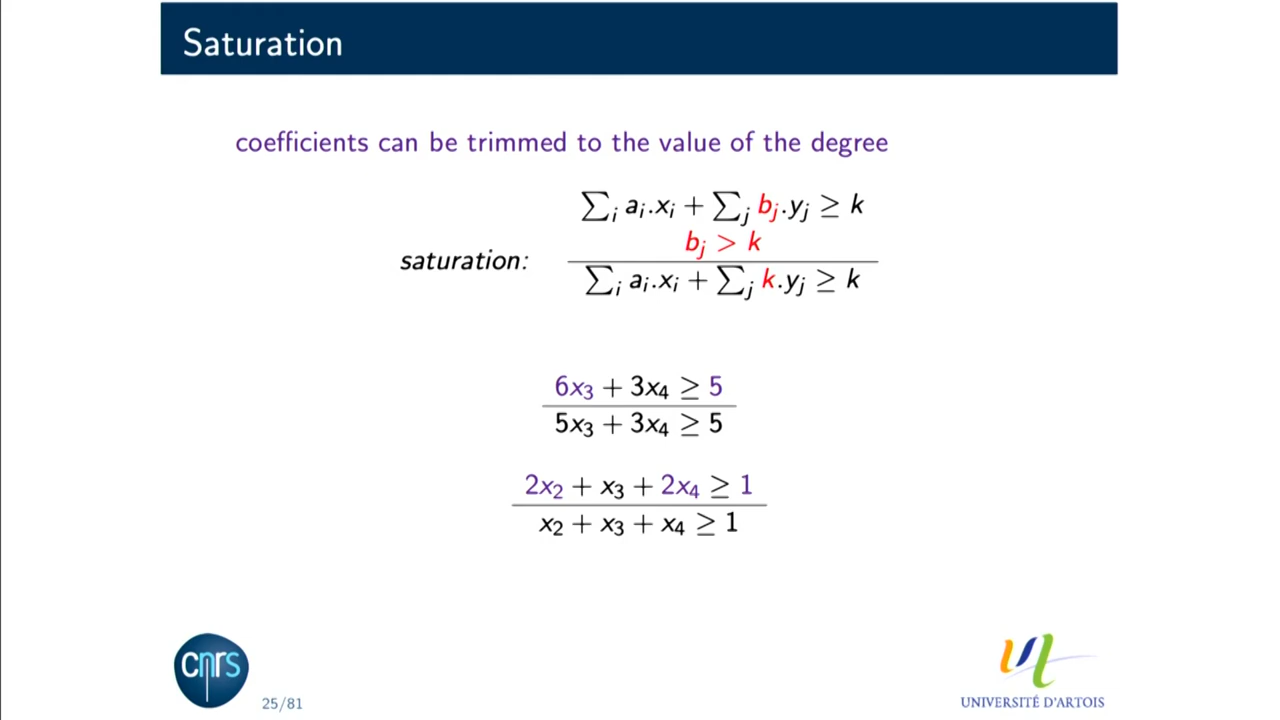 Saturation
coefficients can be trimmed to the value of the degree
∑ᵢ aᵢ.xᵢ + ∑ⱼ bⱼ.yⱼ ≥ k
bⱼ > k
saturation:
∑ᵢ aᵢ.xᵢ + ∑ⱼ k.yⱼ ≥ k
6x₃ + 3x₄ ≥ 5
5x₃ + 3x₄ ≥ 5
2x₂ + x₃ + 2x₄ ≥ 1
x₂ + x₃ + x₄ ≥ 1
cnrs
25/81
UNIVERSITÉ D'ARTOIS